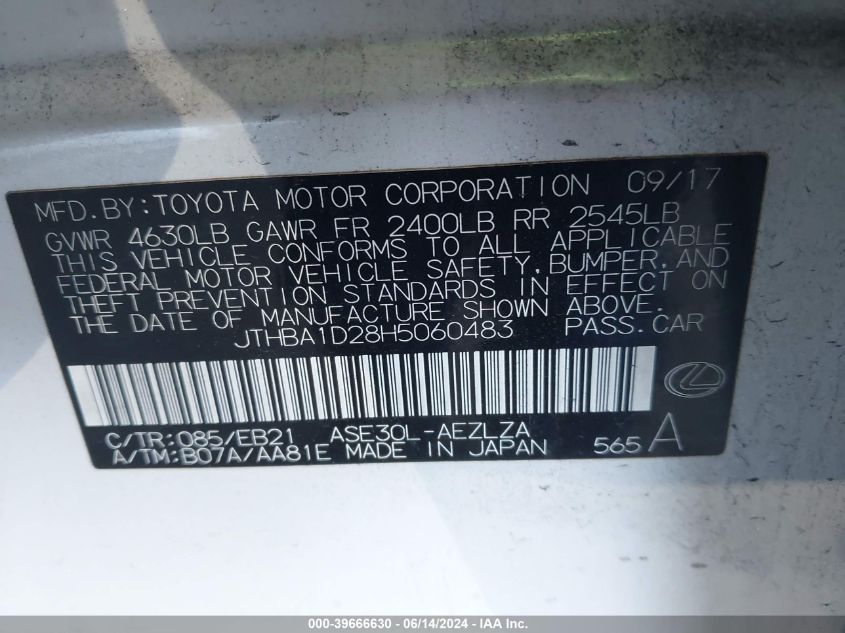 MFD.BY:TOYOTA MOTOR CORPORATION 09/17
GVWR 4630LB GAWR FR 2400LB RR 2545LB
THIS VEHICLE CONFORMS TO ALL APPLICABLE
FEDERAL MOTOR VEHICLE SAFETY,BUMPER,AND
THEFT PREVENTION STANDARDS IN EFFECT ON
THE DATE OF MANUFACTURE SHOWN ABOVE.
JTHBA1D28H5060483 PASS.CAR
C/TR:085/EB21 ASE30L-AEZLZA
A/TM:B07A/AA81E MADE IN JAPAN 565 A
000-39666630 - 06/14/2024 - IAA Inc.